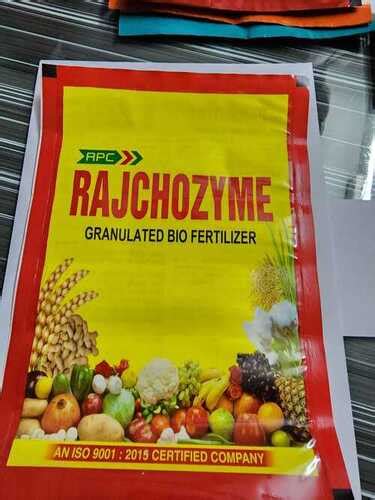 RPC
RAJCHOZYME
GRANULATED BIO FERTILIZER
AN ISO 9001 : 2015 CERTIFIED COMPANY